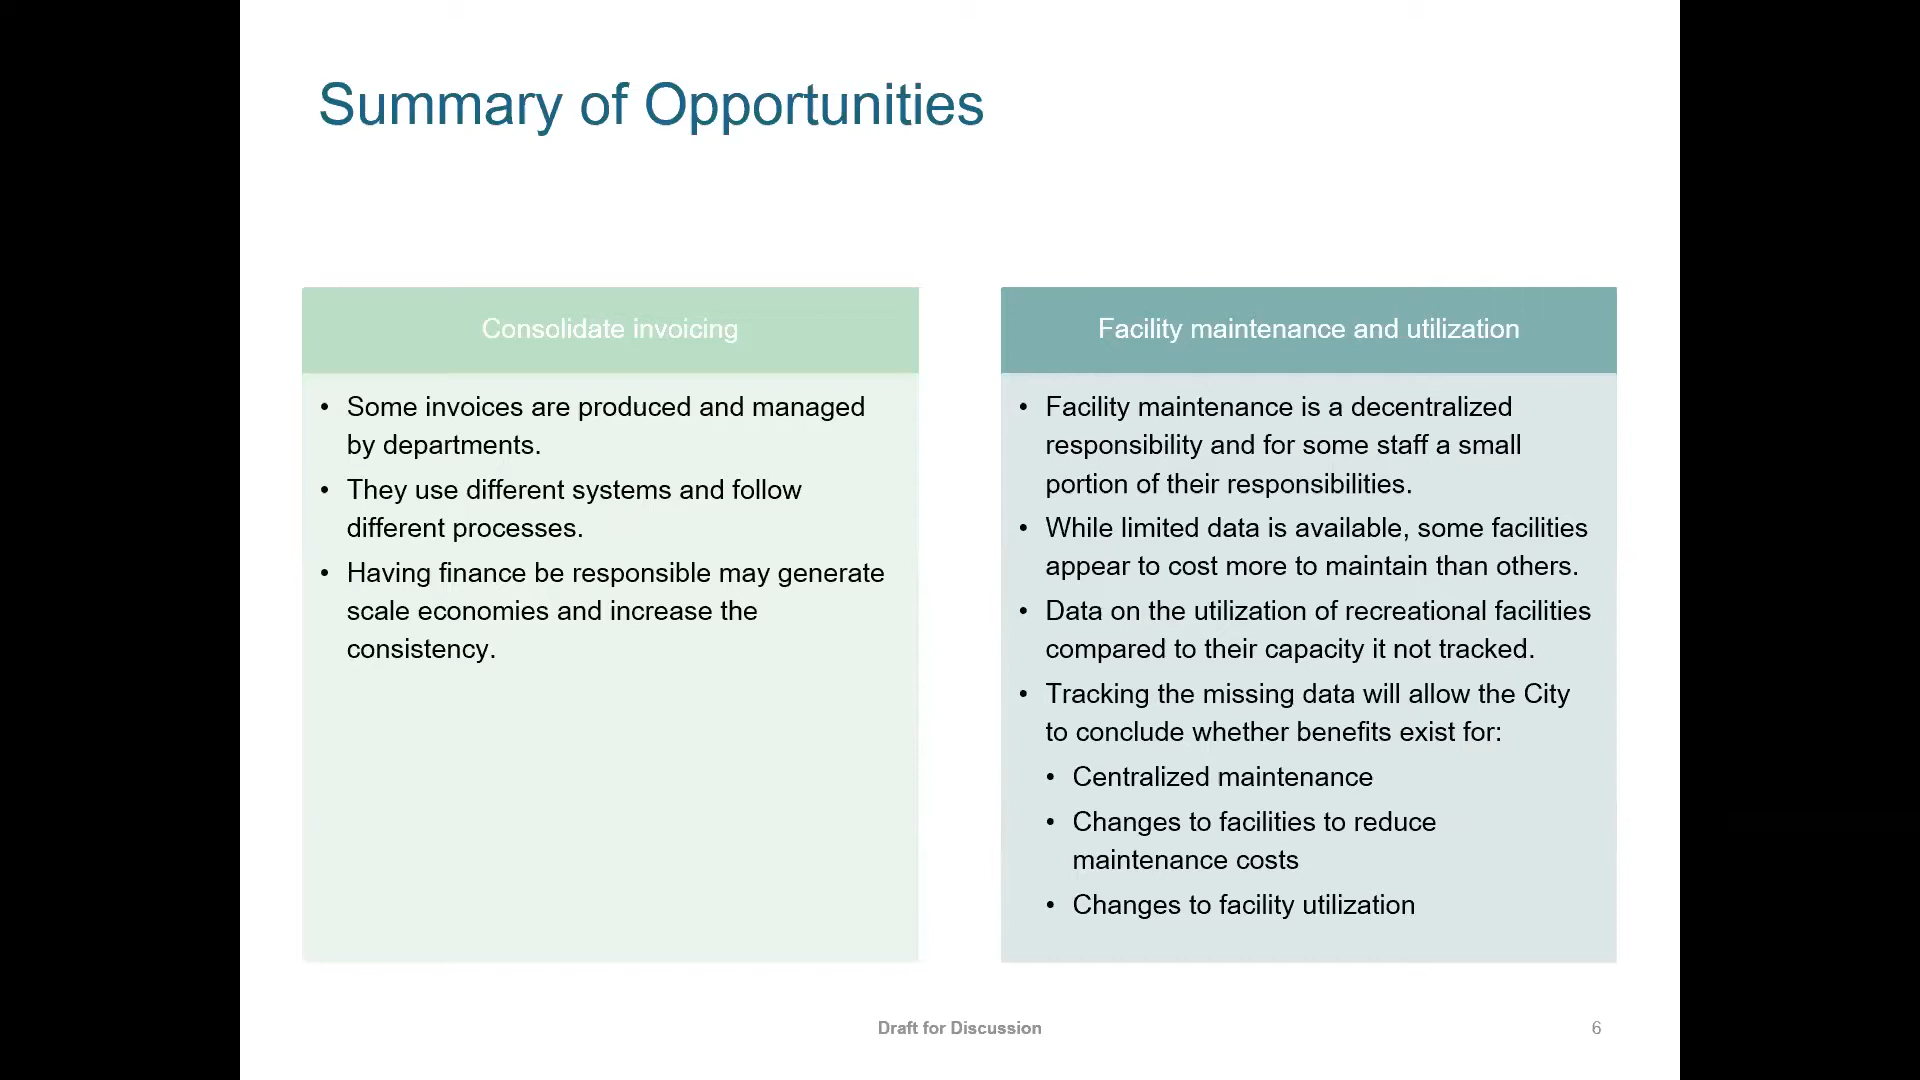 Summary of Opportunities
Consolidate invoicing
• Some invoices are produced and managed
by departments.
• They use different systems and follow
different processes.
• Having finance be responsible may generate
scale economies and increase the
consistency.
Facility maintenance and utilization
• Facility maintenance is a decentralized
responsibility and for some staff a small
portion of their responsibilities.
• While limited data is available, some facilities
appear to cost more to maintain than others.
• Data on the utilization of recreational facilities
compared to their capacity it not tracked.
• Tracking the missing data will allow the City
to conclude whether benefits exist for:
• Centralized maintenance
• Changes to facilities to reduce
maintenance costs
• Changes to facility utilization
Draft for Discussion
6